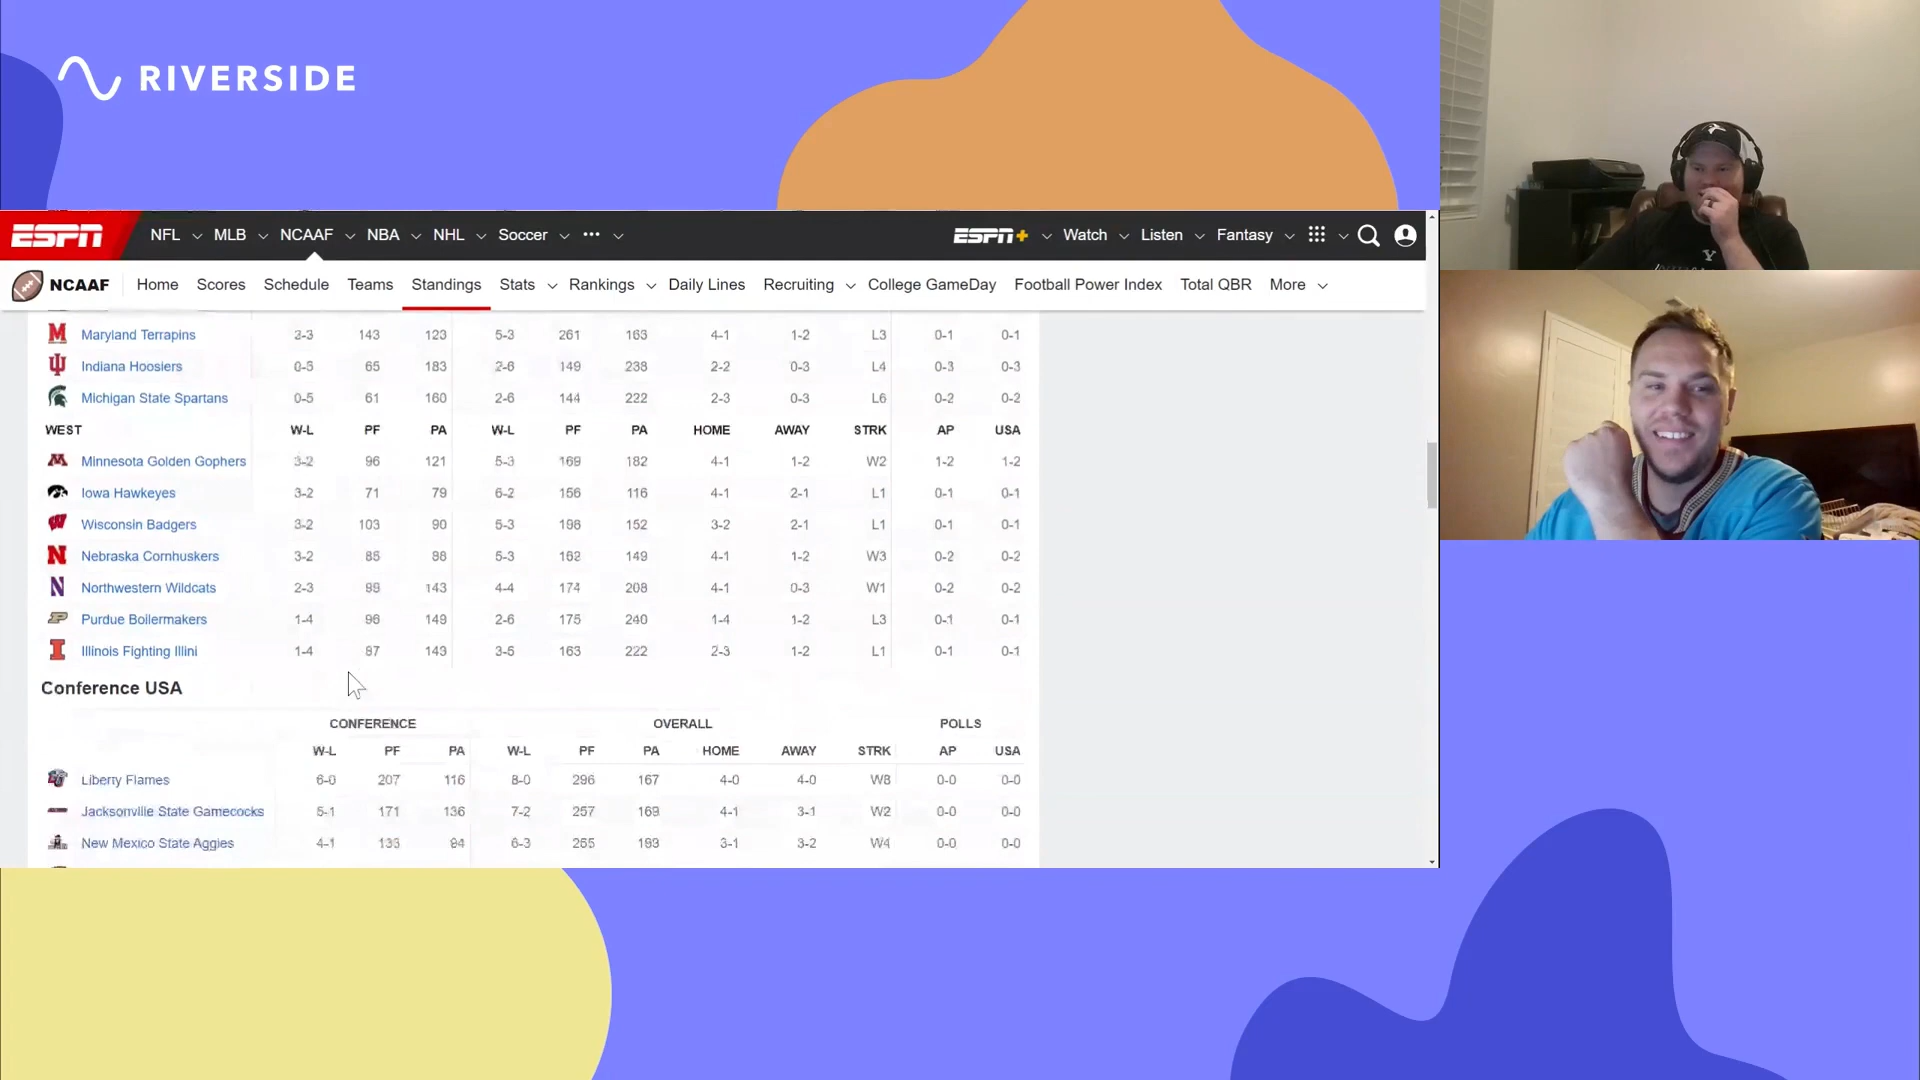 RIVERSIDE
ESPN NFL MLB NCAAF NBA NHL Soccer ESPN+ Watch Listen Fantasy
NCAAF Home Scores Schedule Teams Standings Stats Rankings Daily Lines Recruiting College GameDay Football Power Index Total QBR More
Maryland Terrapins 2-3 143 123 5-3 261 163 4-1 1-2 L3 0-1 0-1
Indiana Hoosiers 0-5 65 183 2-6 149 238 2-2 0-3 L4 0-3 0-3
Michigan State Spartans 0-5 61 160 2-6 144 222 2-3 0-3 L6 0-2 0-2
WEST W-L PF PA W-L PF PA HOME AWAY STRK AP USA
Minnesota Golden Gophers 3-2 96 121 5-3 169 182 4-1 1-2 W2 1-2 1-2
Iowa Hawkeyes 3-2 71 79 6-2 156 116 4-1 2-1 L1 0-1 0-1
Wisconsin Badgers 3-2 103 90 5-3 198 152 3-2 2-1 L1 0-1 0-1
Nebraska Cornhuskers 3-2 85 88 5-3 162 149 4-1 1-2 W3 0-2 0-2
Northwestern Wildcats 2-3 99 143 4-4 174 208 4-1 0-3 W1 0-2 0-2
Purdue Boilermakers 1-4 96 149 2-6 175 240 1-4 1-2 L3 0-1 0-1
Illinois Fighting Illini 1-4 87 143 3-5 163 222 2-3 1-2 L1 0-1 0-1
Conference USA
CONFERENCE OVERALL POLLS
W-L PF PA W-L PF PA HOME AWAY STRK AP USA
Liberty Flames 6-0 207 116 8-0 296 167 4-0 4-0 W8 0-0 0-0
Jacksonville State Gamecocks 5-1 171 136 7-2 257 169 4-1 3-1 W2 0-0 0-0
New Mexico State Aggies 4-1 133 94 6-3 255 193 3-1 3-2 W4 0-0 0-0